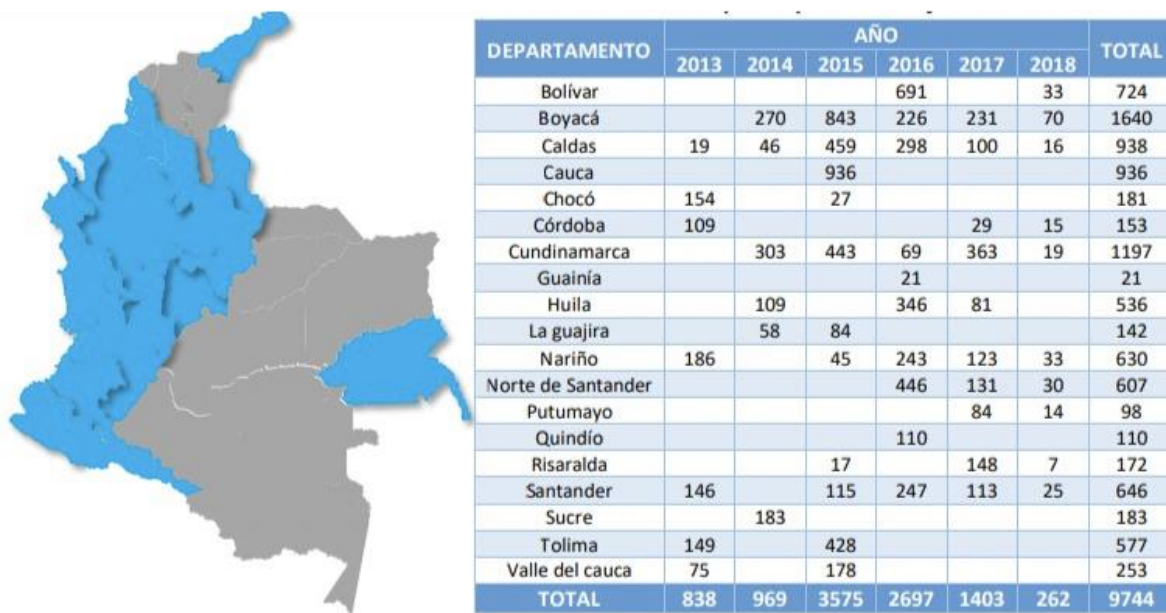 DEPARTAMENTO AÑO TOTAL
2013 2014 2015 2016 2017 2018
Bolívar 691 33 724
Boyacá 270 843 226 231 70 1640
Caldas 19 46 459 298 100 16 938
Cauca 936 936
Chocó 154 27 181
Córdoba 109 29 15 153
Cundinamarca 303 443 69 363 19 1197
Guainía 21 21
Huila 109 346 81 536
La guajira 58 84 142
Nariño 186 45 243 123 33 630
Norte de Santander 446 131 30 607
Putumayo 84 14 98
Quindío 110 110
Risaralda 17 148 7 172
Santander 146 115 247 113 25 646
Sucre 183 183
Tolima 149 428 577
Valle del cauca 75 178 253
TOTAL 838 969 3575 2697 1403 262 9744